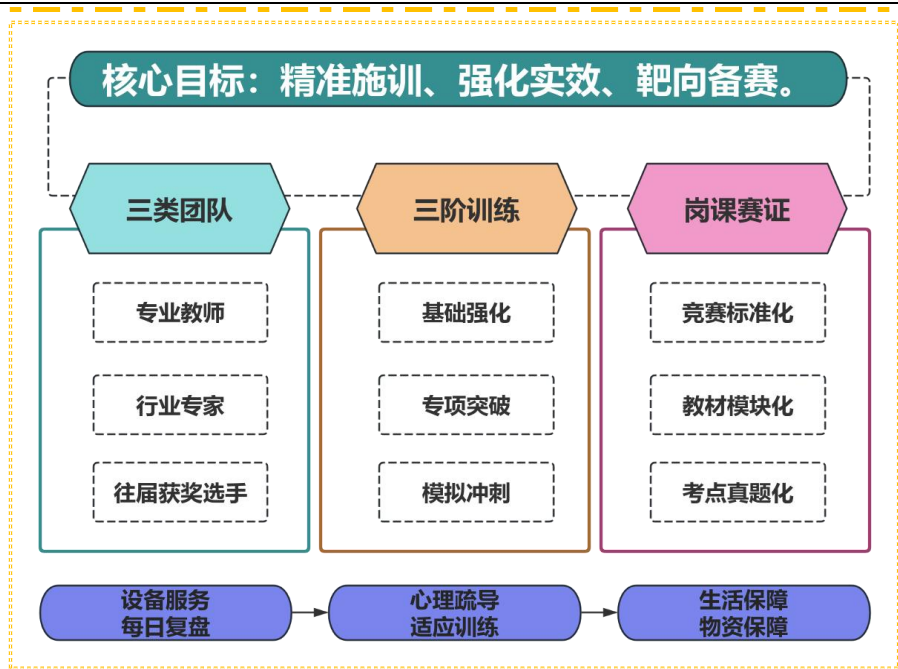 核心目标：精准施训、强化实效、靶向备赛。
三类团队
三阶训练
岗课赛证
专业教师
基础强化
竞赛标准化
行业专家
专项突破
教材模块化
往届获奖选手
模拟冲刺
考点真题化
设备服务
每日复盘
心理疏导
适应训练
生活保障
物资保障